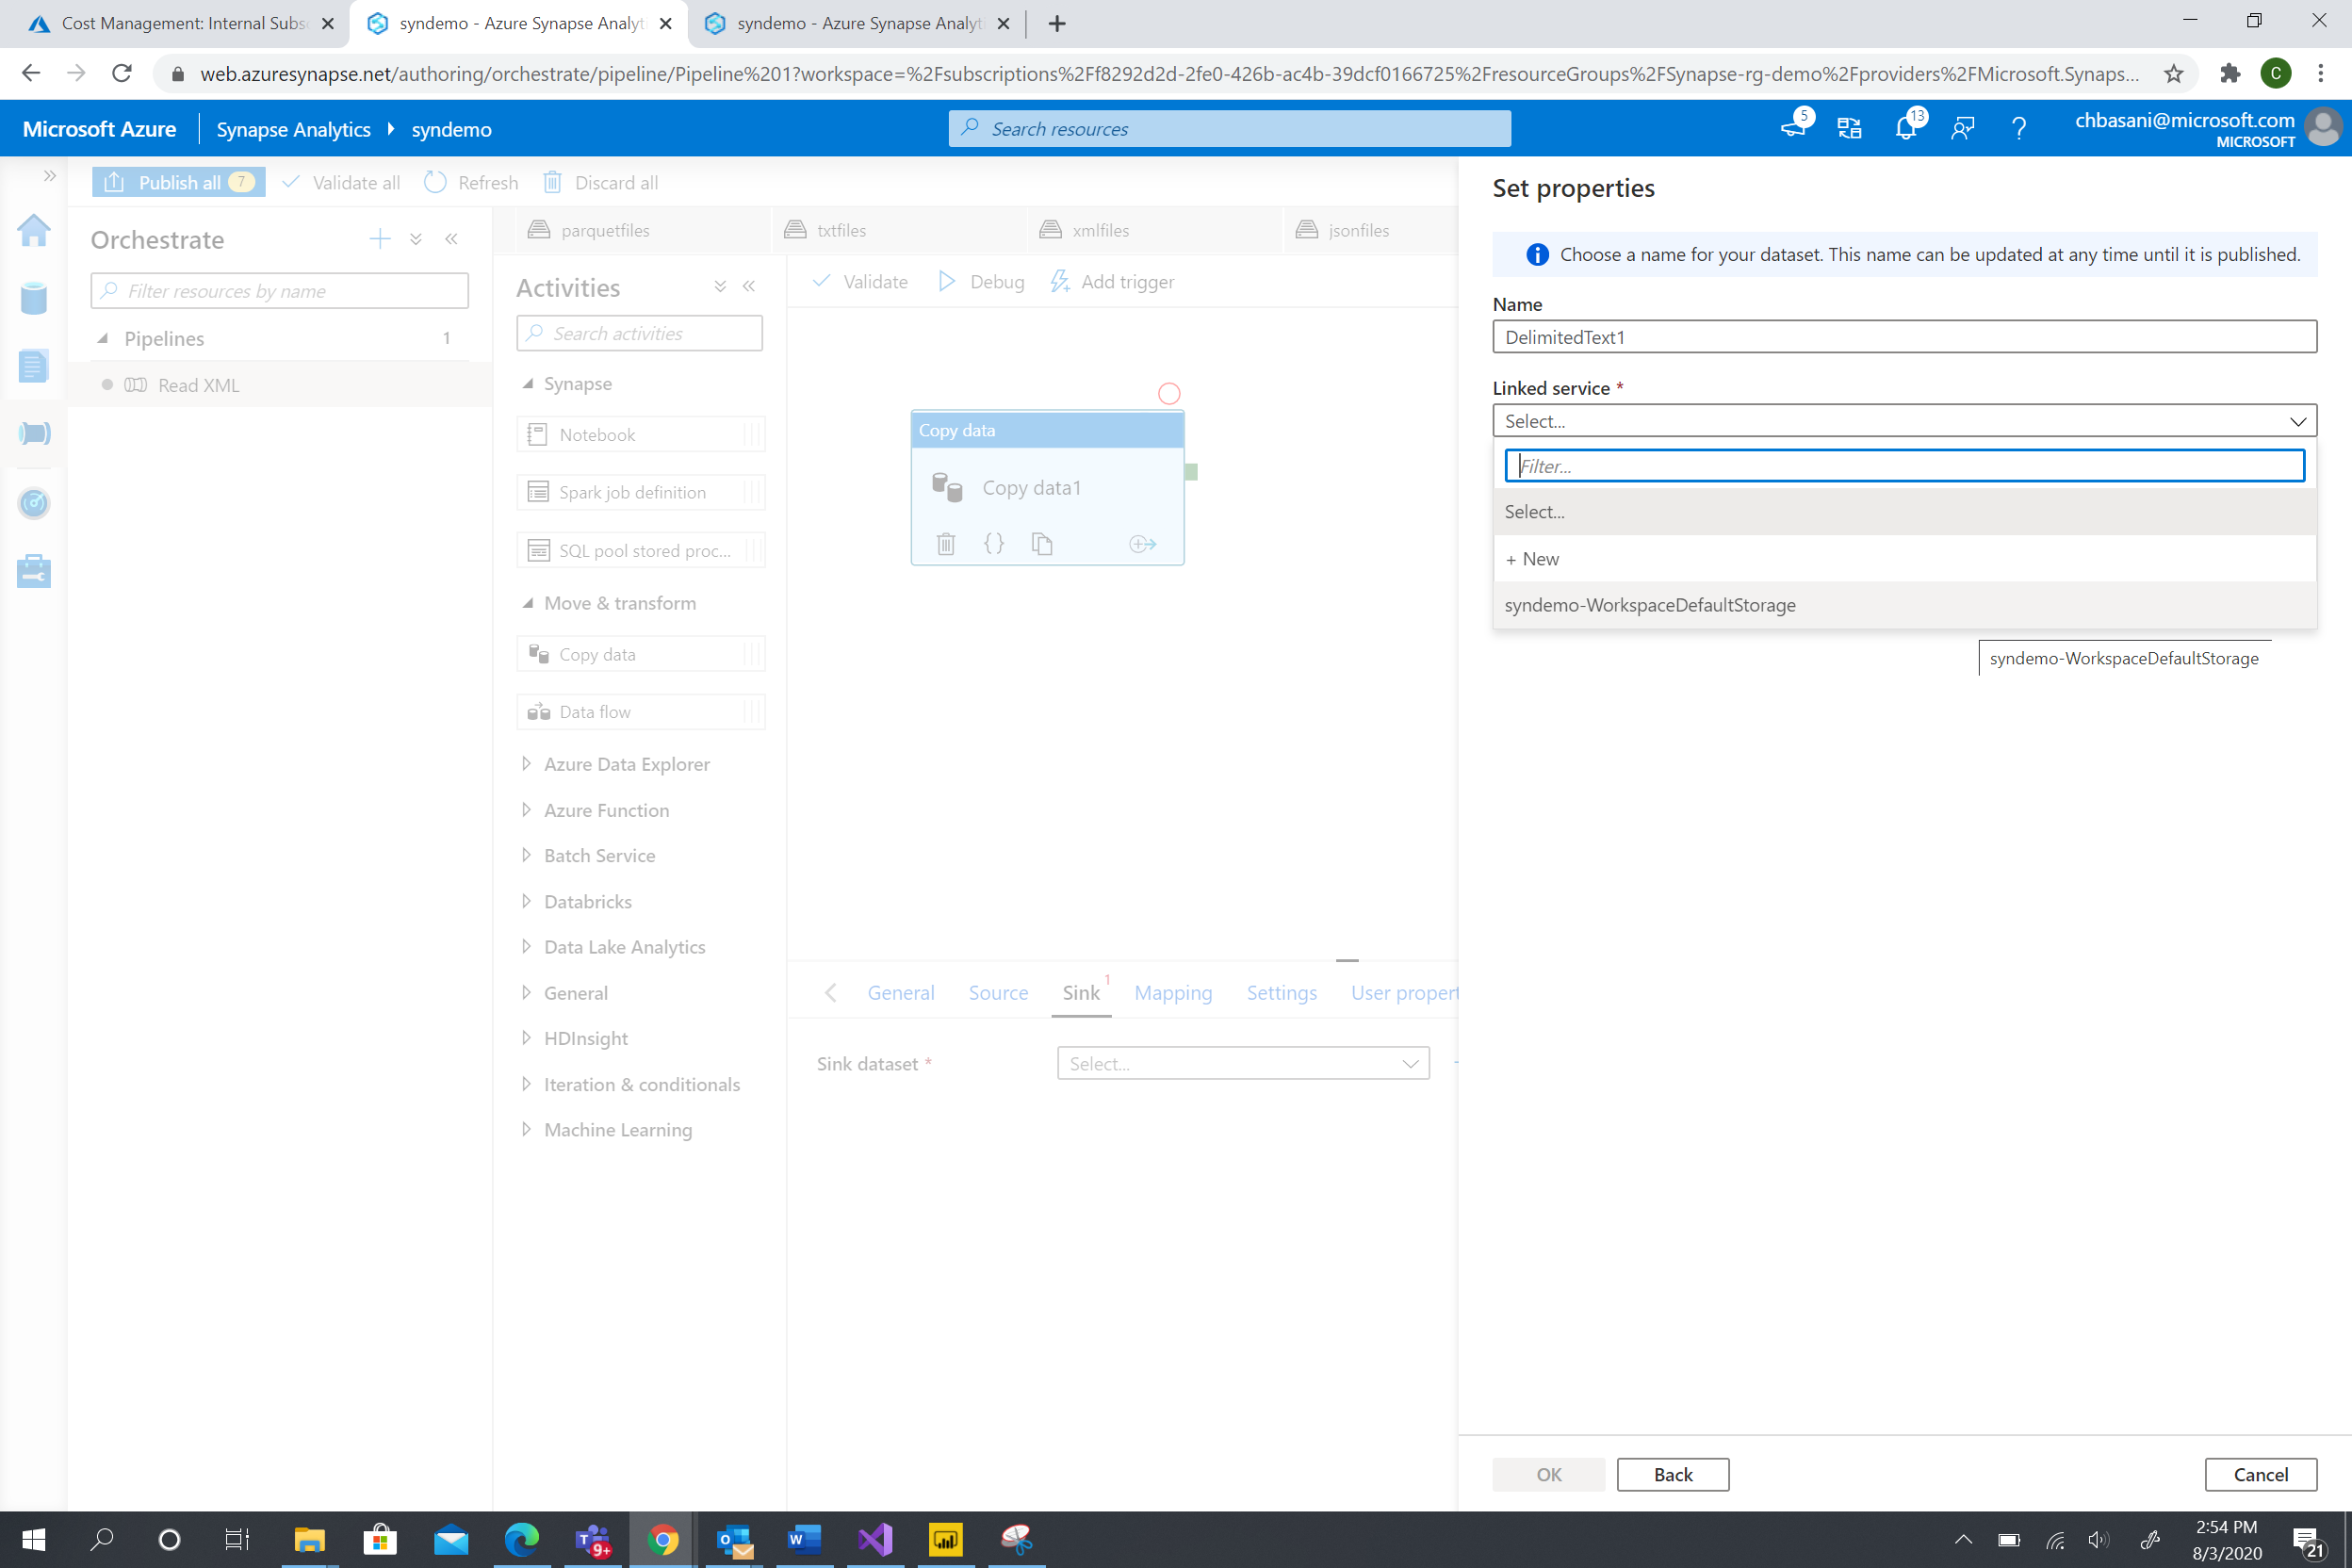 Cost Management: Internal Subs
syndemo - Azure Synapse Analyt
syndemo - Azure Synapse Analyt
web.azuresynapse.net/authoring/orchestrate/pipeline/Pipeline%201?workspace=%2Fsubscriptions%2Ff8292d2d-2fe0-426b-ac4b-39dcf0166725%2FresourceGroups%2FSynapse-rg-demo%2Fproviders%2FMicrosoft.Synaps...
C
Microsoft Azure
Synapse Analytics
syndemo
Search resources
5
13
chbasani@microsoft.com
MICROSOFT
Publish all 7
Validate all
Refresh
Discard all
Orchestrate
Filter resources by name
Pipelines 1
Read XML
parquetfiles
txtfiles
xmlfiles
jsonfiles
Activities
Search activities
Synapse
Notebook
Spark job definition
SQL pool stored proc...
Move & transform
Copy data
Data flow
Azure Data Explorer
Azure Function
Batch Service
Databricks
Data Lake Analytics
General
HDInsight
Iteration & conditionals
Machine Learning
Validate
Debug
Add trigger
Copy data
Copy data1
General
Source
Sink 1
Mapping
Settings
User propert
Sink dataset *
Select...
Set properties
Choose a name for your dataset. This name can be updated at any time until it is published.
Name
DelimitedText1
Linked service *
Select...
Filter...
Select...
+ New
syndemo-WorkspaceDefaultStorage
syndemo-WorkspaceDefaultStorage
OK
Back
Cancel
T
9+
O
W
2:54 PM
8/3/2020
21